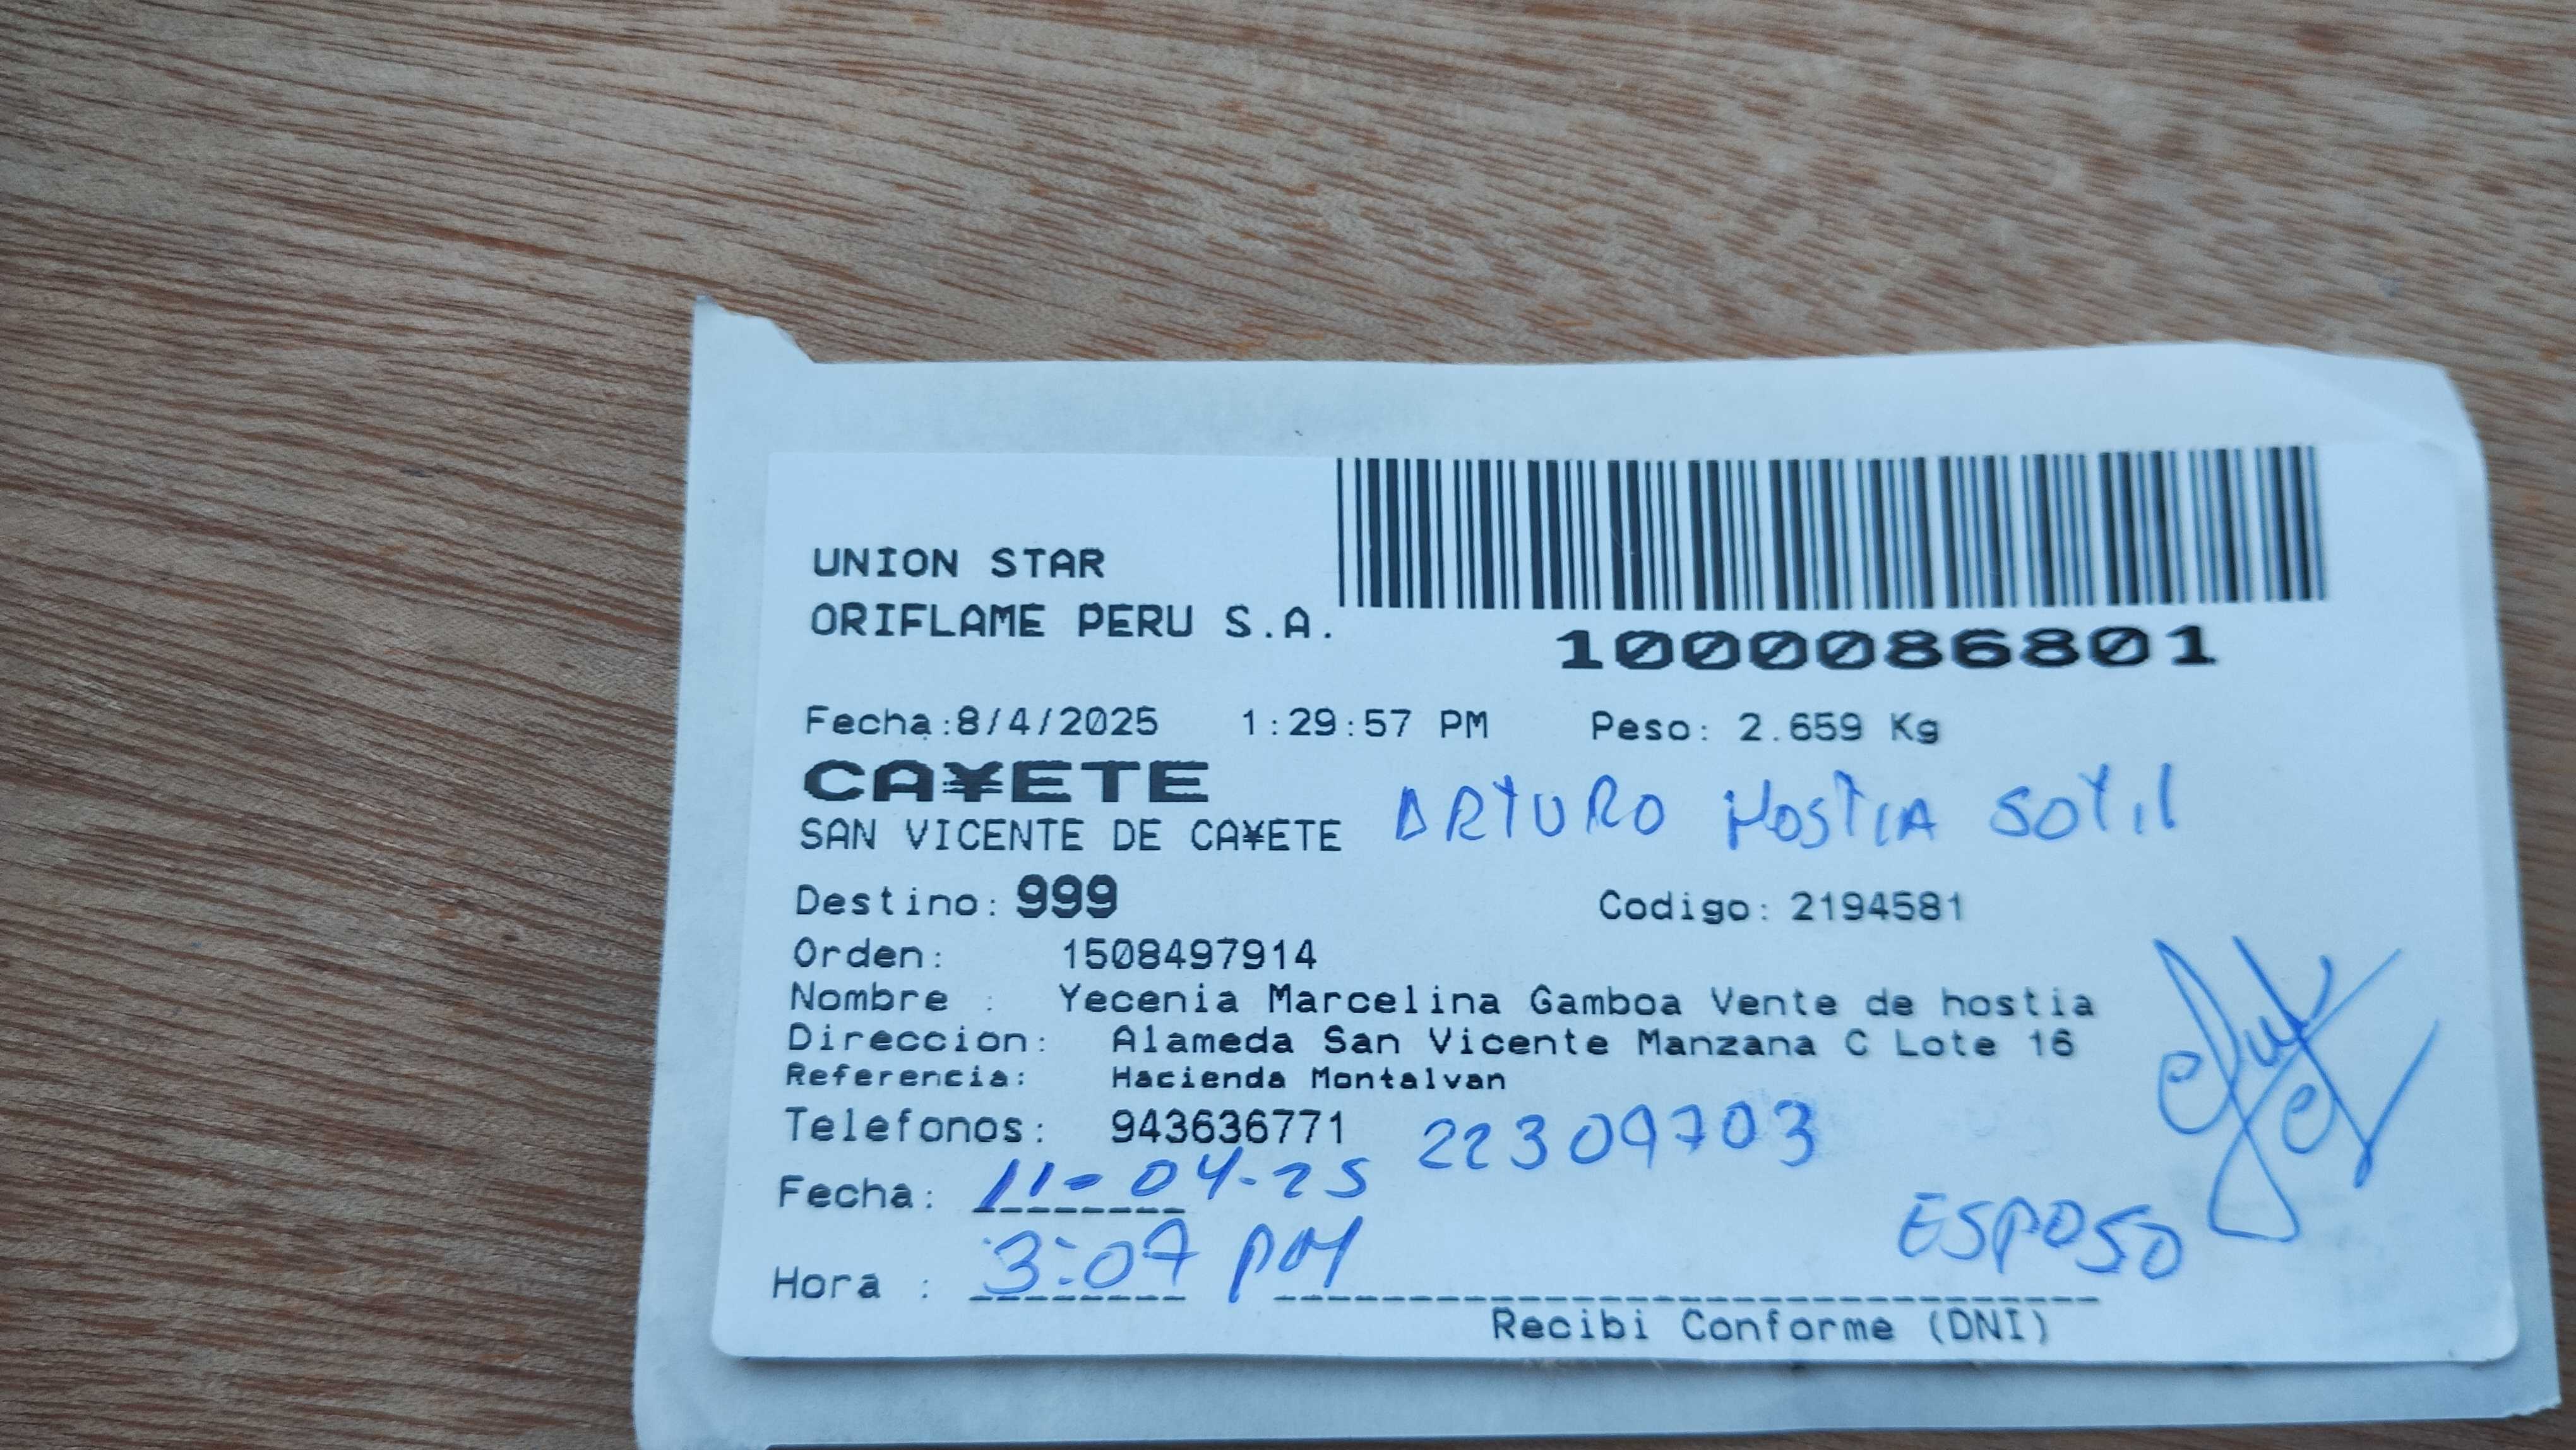 UNION STAR
ORIFLAME PERU S.A.
1000086801
Fecha:8/4/2025 1:29:57 PM Peso: 2.659 Kg
CA¥ETE
SAN VICENTE DE CA¥ETE ARTURO HOSTIA SOTIL
Destino: 999 Codigo: 2194581
Orden: 1508497914
Nombre : Yecenia Marcelina Gamboa Vente de hostia
Direccion: Alameda San Vicente Manzana C Lote 16
Referencia: Hacienda Montalvan
Telefonos: 943636771 22309703
Fecha: 11-04-25
ESPOSO
Hora : 3:07 PM
Recibi Conforme (DNI)